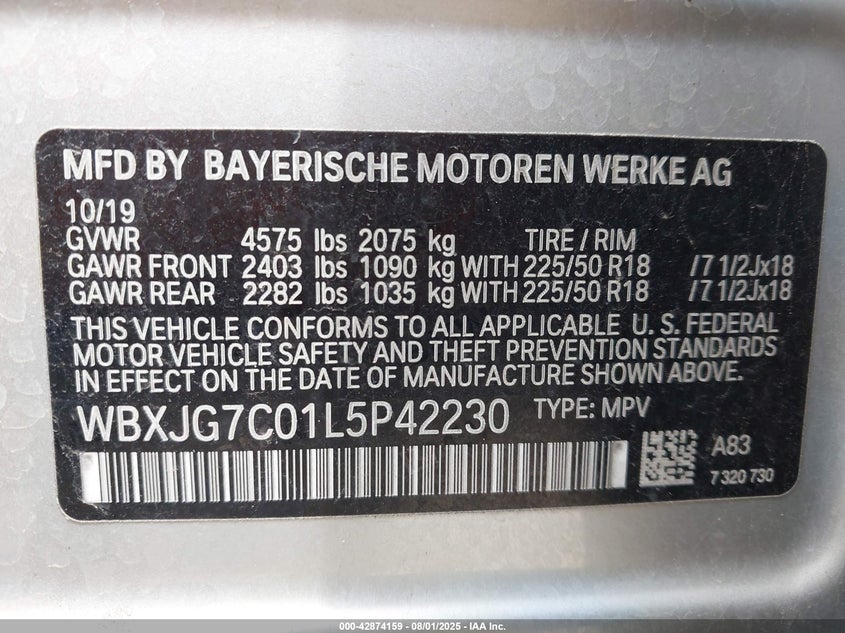 MFD BY BAYERISCHE MOTOREN WERKE AG
10/19
GVWR 4575 lbs 2075 kg TIRE / RIM
GAWR FRONT 2403 lbs 1090 kg WITH 225/50 R18 /7 1/2Jx18
GAWR REAR 2282 lbs 1035 kg WITH 225/50 R18 /7 1/2Jx18
THIS VEHICLE CONFORMS TO ALL APPLICABLE U. S. FEDERAL
MOTOR VEHICLE SAFETY AND THEFT PREVENTION STANDARDS
IN EFFECT ON THE DATE OF MANUFACTURE SHOWN ABOVE.
WBXJG7C01L5P42230 TYPE: MPV
A83
7 320 730
000-42874159 - 08/01/2025 - IAA Inc.